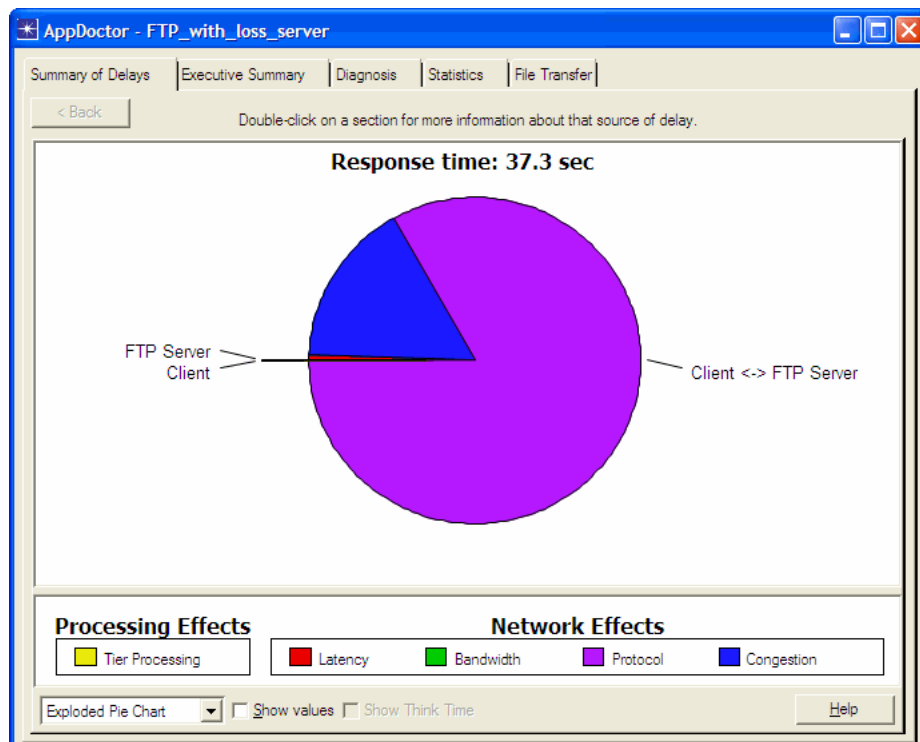 AppDoctor - FTP_with_loss_server
Summary of Delays Executive Summary Diagnosis Statistics File Transfer
< Back
Double-click on a section for more information about that source of delay.
Response time: 37.3 sec
FTP Server
Client
Client <-> FTP Server
Processing Effects
Tier Processing
Network Effects
Latency Bandwidth Protocol Congestion
Exploded Pie Chart Show values Show Think Time Help